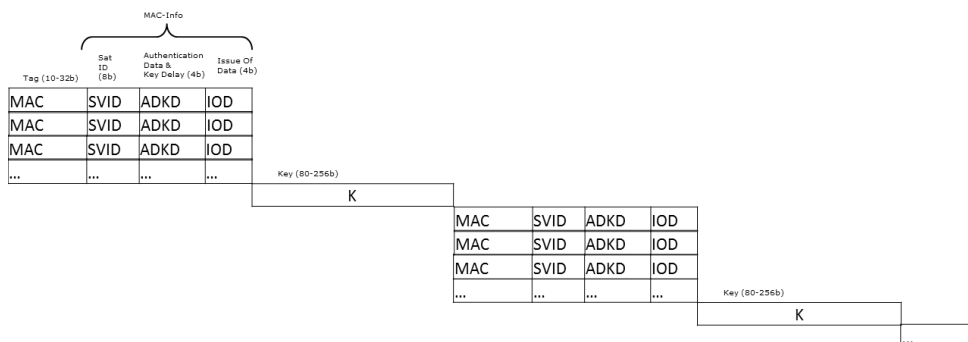 MAC-Info
Tag (10-32b)
Sat
ID
(8b)
Authentication
Data &
Key Delay (4b)
Issue Of
Data (4b)
MAC SVID ADKD IOD
MAC SVID ADKD IOD
MAC SVID ADKD IOD
... ... ... ...
Key (80-256b)
K
MAC SVID ADKD IOD
MAC SVID ADKD IOD
MAC SVID ADKD IOD
... ... ... ...
Key (80-256b)
K
...